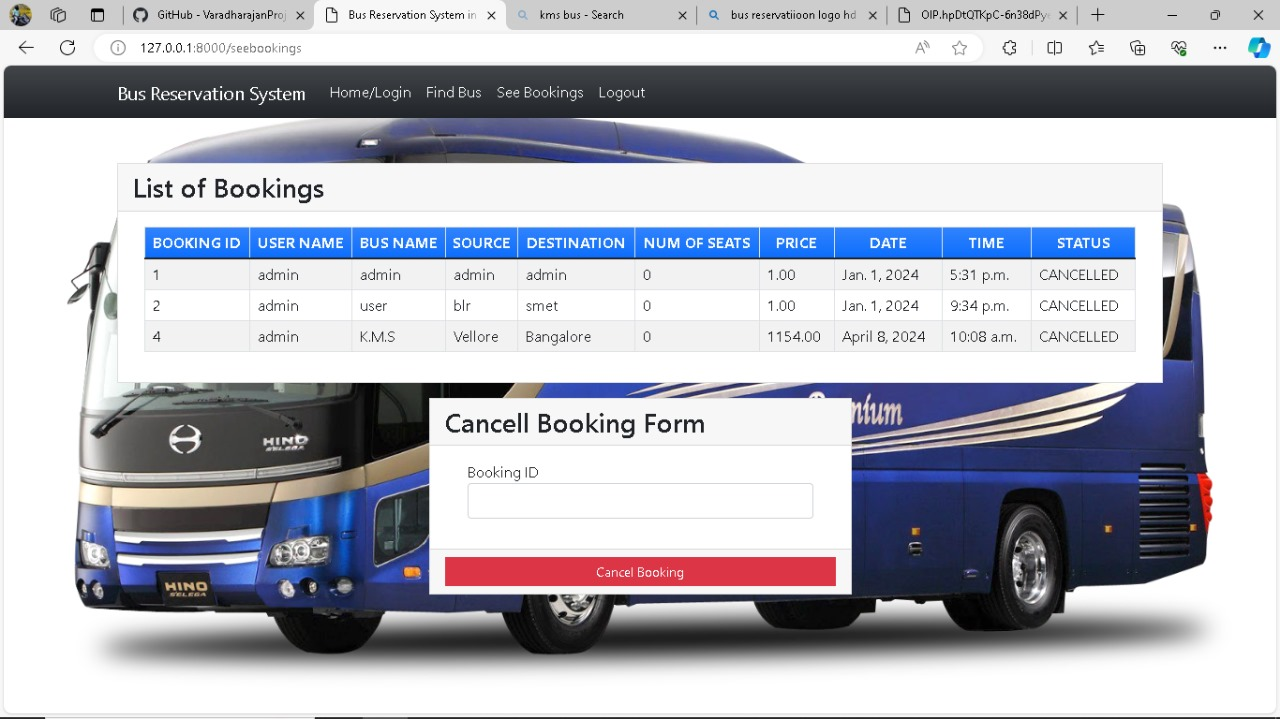 GitHub - VaradharajanProj
Bus Reservation System in
kms bus - Search
bus reservatiioon logo hd
OIP.hpDtQTKpC-6n38dPy
127.0.0.1:8000/seebookings
Bus Reservation System Home/Login Find Bus See Bookings Logout
List of Bookings
BOOKING ID USER NAME BUS NAME SOURCE DESTINATION NUM OF SEATS PRICE DATE TIME STATUS
1 admin admin admin admin 0 1.00 Jan. 1, 2024 5:31 p.m. CANCELLED
2 admin user blr smet 0 1.00 Jan. 1, 2024 9:34 p.m. CANCELLED
4 admin K.M.S Vellore Bangalore 0 1154.00 April 8, 2024 10:08 a.m. CANCELLED
nium
HINO
SELEGA
Cancell Booking Form
Booking ID
Cancel Booking
HINO
SELEGA